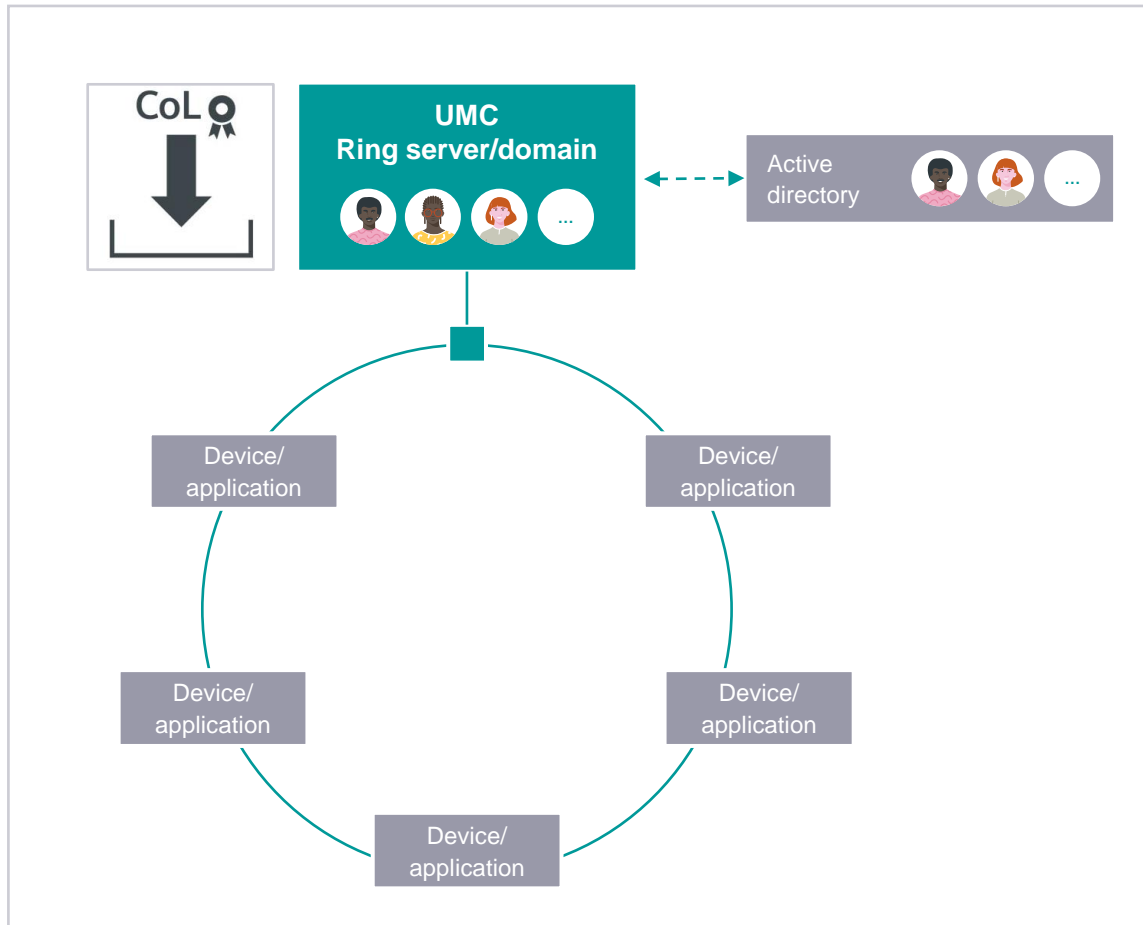 CoL
UMC
Ring server/domain
...
Active
directory
...
Device/
application
Device/
application
Device/
application
Device/
application
Device/
application